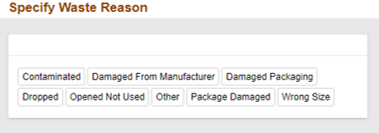 Specify Waste Reason
Contaminated Damaged From Manufacturer Damaged Packaging
Dropped Opened Not Used Other Package Damaged Wrong Size